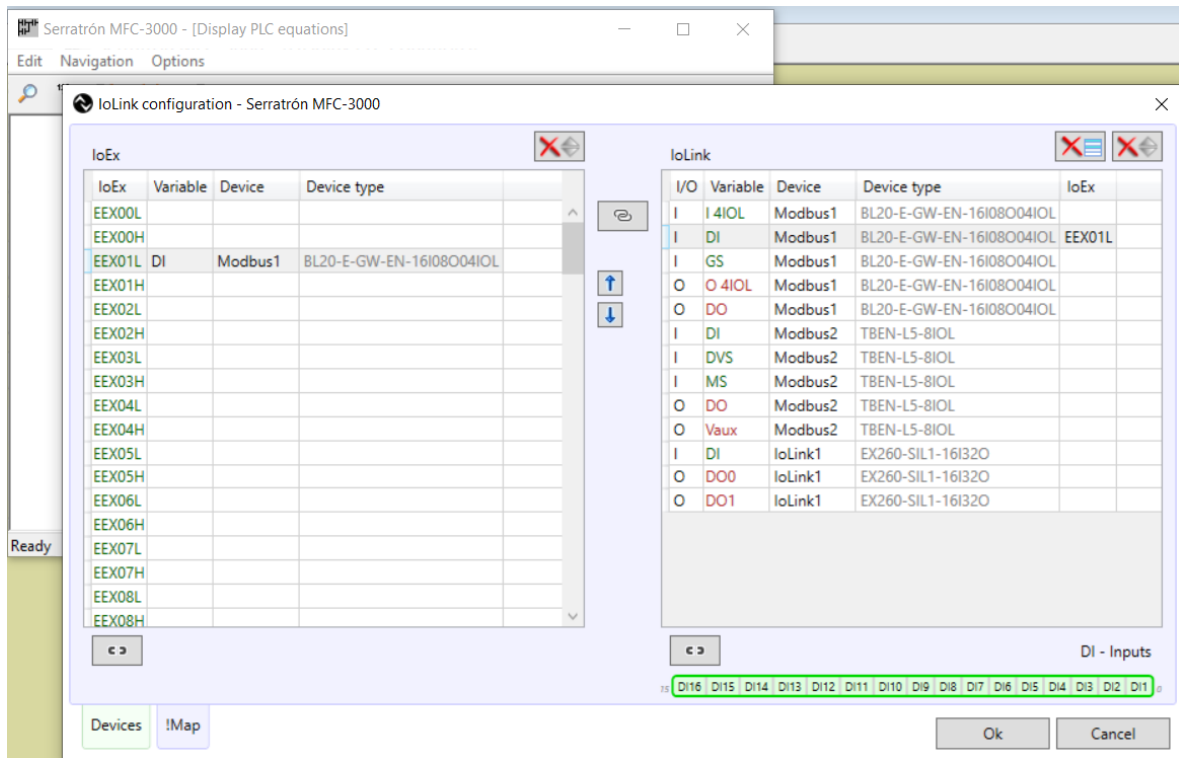 Serratrón MFC-3000 - [Display PLC equations]
Edit Navigation Options
IoLink configuration - Serratrón MFC-3000
IoEx
IoEx Variable Device Device type
EEX00L
EEX00H
EEX01L DI Modbus1 BL20-E-GW-EN-16I08O04IOL
EEX01H
EEX02L
EEX02H
EEX03L
EEX03H
EEX04L
EEX04H
EEX05L
EEX05H
EEX06L
EEX06H
EEX07L
EEX07H
EEX08L
EEX08H
IoLink
I/O Variable Device Device type IoEx
I I 4IOL Modbus1 BL20-E-GW-EN-16I08O04IOL
I DI Modbus1 BL20-E-GW-EN-16I08O04IOL EEX01L
I GS Modbus1 BL20-E-GW-EN-16I08O04IOL
O O 4IOL Modbus1 BL20-E-GW-EN-16I08O04IOL
O DO Modbus1 BL20-E-GW-EN-16I08O04IOL
I DI Modbus2 TBEN-L5-8IOL
I DVS Modbus2 TBEN-L5-8IOL
I MS Modbus2 TBEN-L5-8IOL
O DO Modbus2 TBEN-L5-8IOL
O Vaux Modbus2 TBEN-L5-8IOL
I DI IoLink1 EX260-SIL1-16I32O
O DO0 IoLink1 EX260-SIL1-16I32O
O DO1 IoLink1 EX260-SIL1-16I32O
DI - Inputs
15 DI16 DI15 DI14 DI13 DI12 DI11 DI10 DI9 DI8 DI7 DI6 DI5 DI4 DI3 DI2 DI1 0
Ready
Devices !Map
Ok Cancel